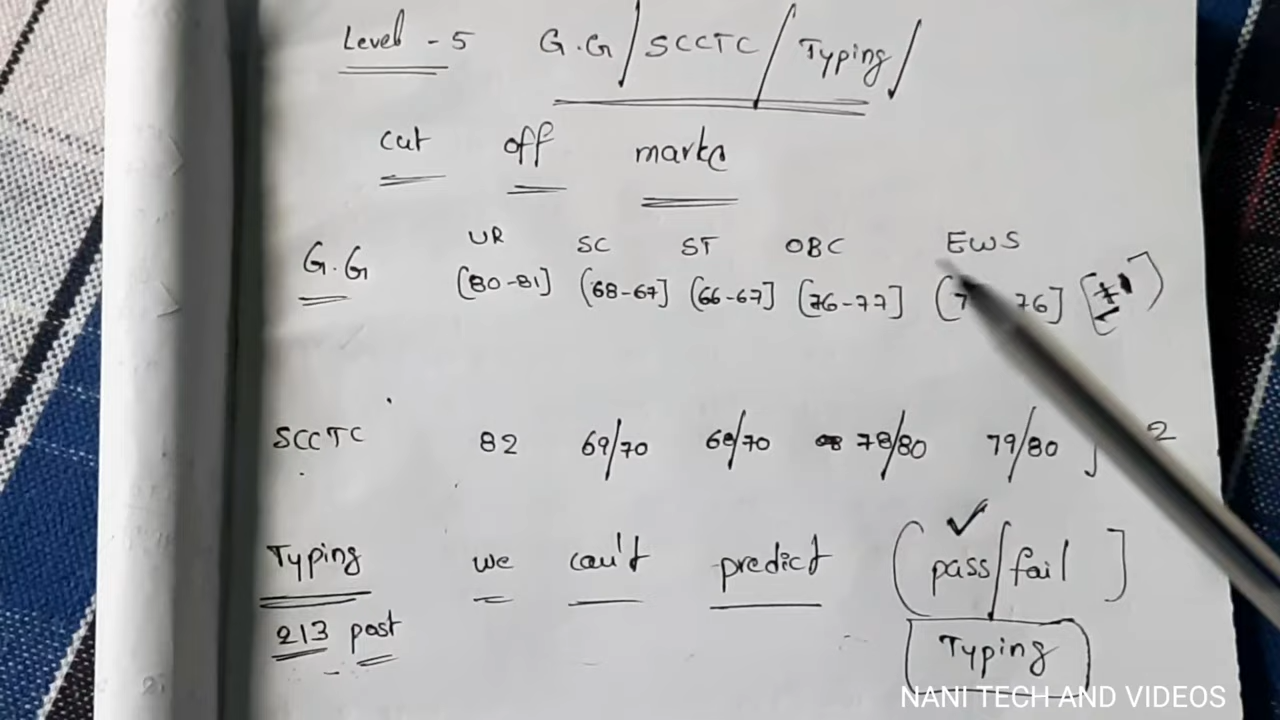 Level - 5 G.G/SCCTC/Typing/
cut off marks
UR SC ST OBC EWS
G.G (80-81] (68-67] (66-67] (76-77] (7 76]
SCCTC 82 69/70 68/70 78/80 79/80 2
Typing we can't predict (pass/fail]
213 post Typing
NANI TECH AND VIDEOS